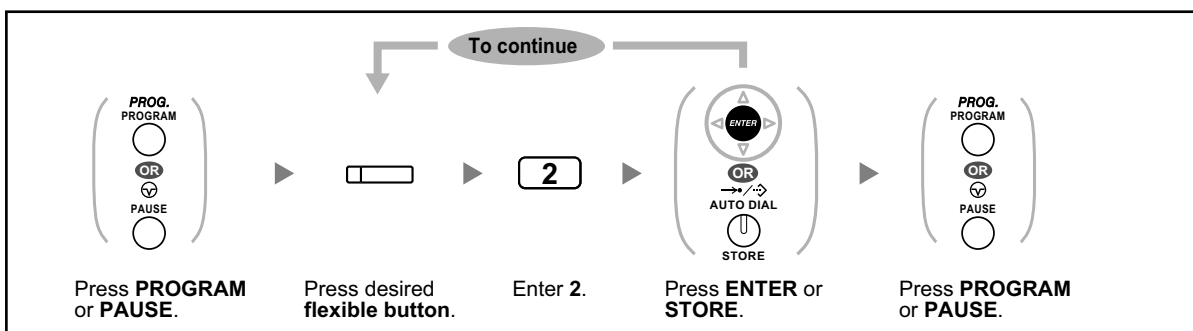 To continue
PROG.
PROGRAM
OR
PAUSE
2
ENTER
OR
AUTO DIAL
STORE
PROG.
PROGRAM
OR
PAUSE
Press PROGRAM
or PAUSE.
Press desired
flexible button.
Enter 2.
Press ENTER or
STORE.
Press PROGRAM
or PAUSE.